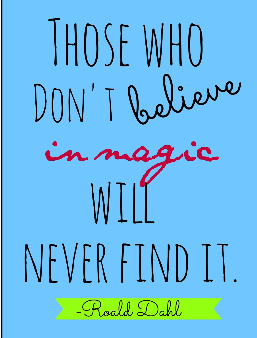 THOSE WHO
DON'T believe
in magic
WILL
NEVER FIND IT.
-Roald Dahl